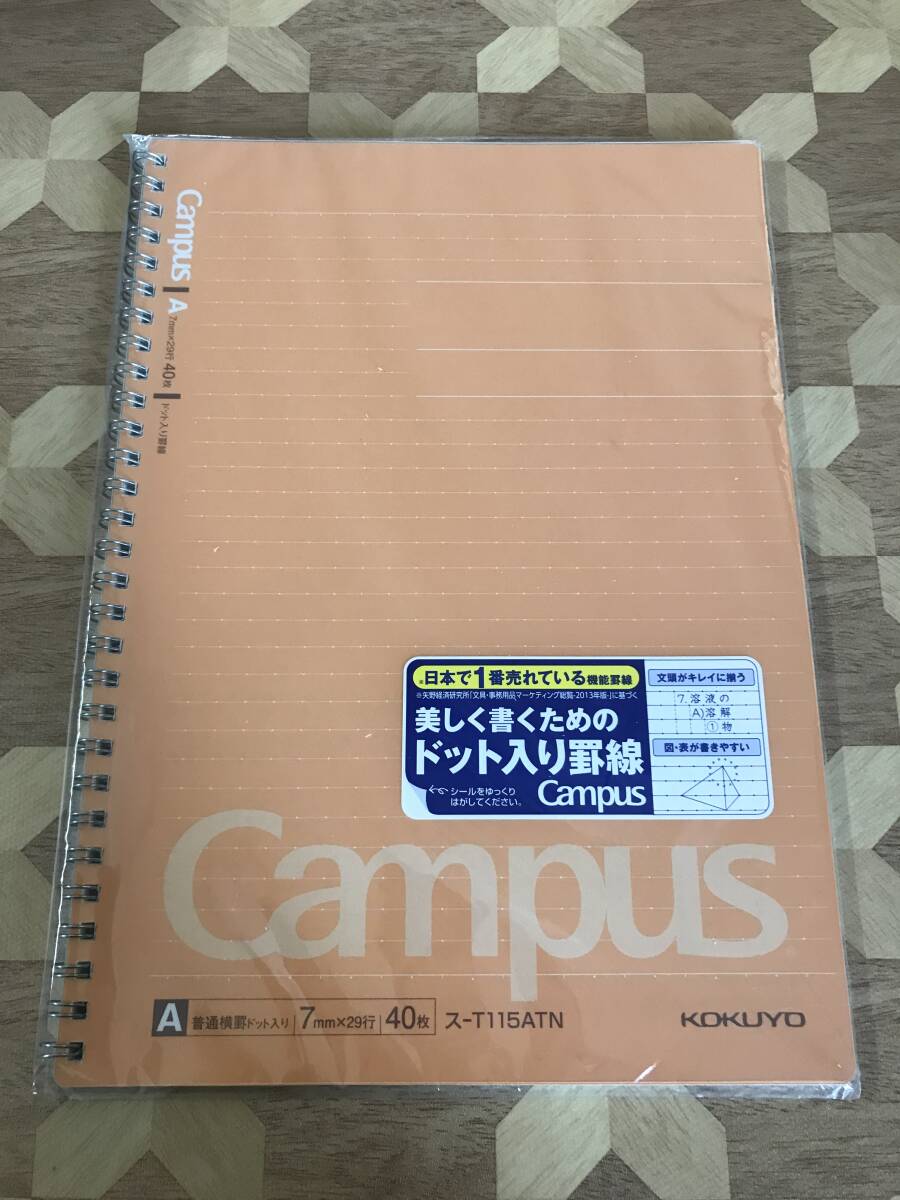 Campus A 7mm×29行 40枚 ドット入り罫線
※日本で1番売れている機能罫線
※矢野経済研究所「文具・事務用品マーケティング総覧-2013年版-」に基づく
美しく書くための
ドット入り罫線
シールをゆっくり
はがしてください。
Campus
文頭がキレイに揃う
7.溶液の
A)溶解
①物
図・表が書きやすい
Campus
A 普通横罫ドット入り 7mm×29行 40枚 ス-T115ATN
KOKUYO